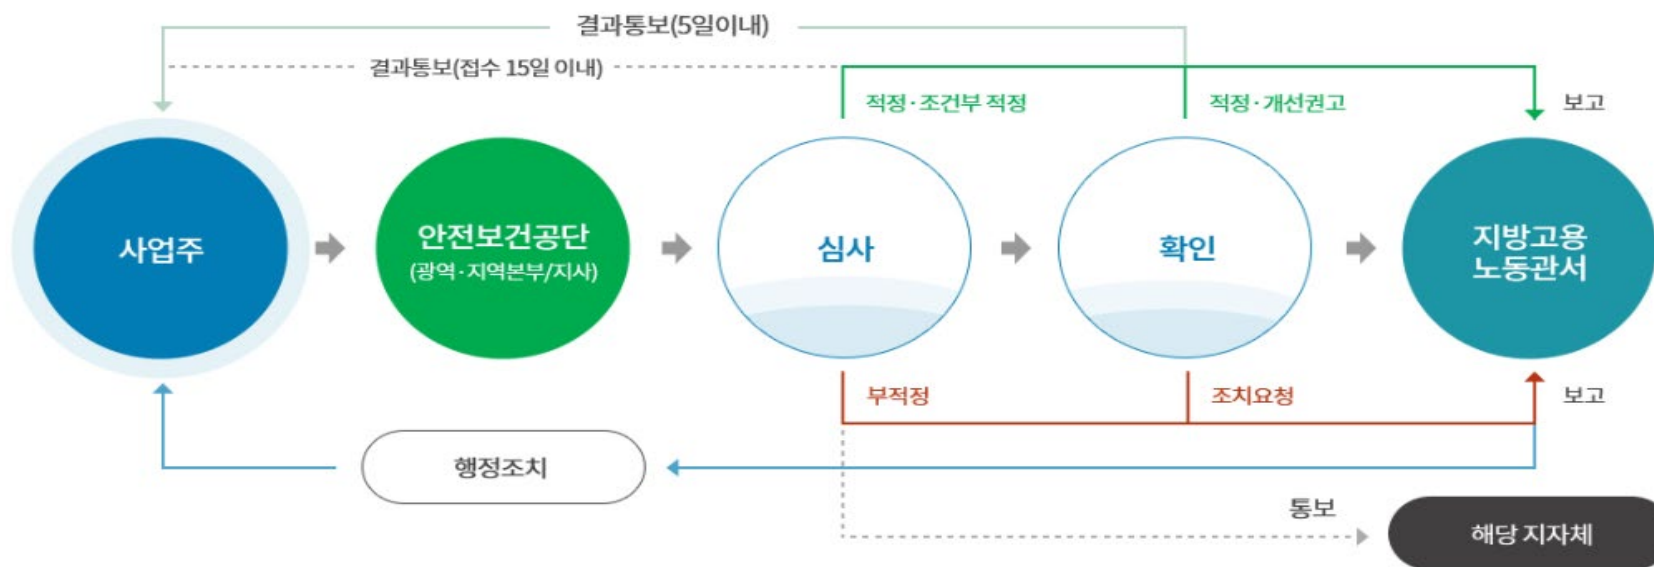 결과통보(5일이내)
결과통보(접수 15일 이내)
적정·조건부 적정
적정·개선권고
보고
사업주
안전보건공단
(광역·지역본부/지사)
심사
확인
지방고용
노동관서
부적정
조치요청
보고
행정조치
통보
해당 지자체